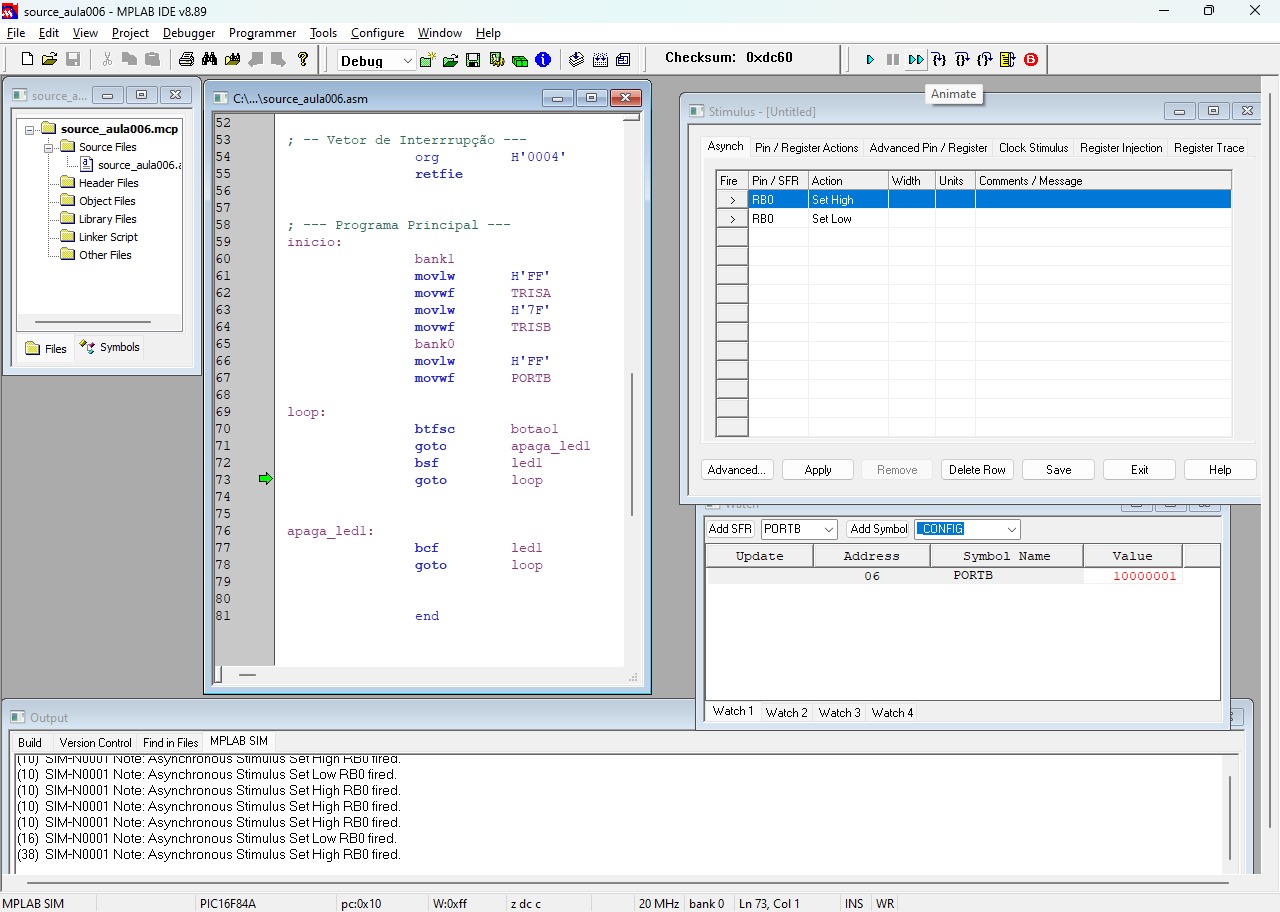 source_aula006 - MPLAB IDE v8.89
File Edit View Project Debugger Programmer Tools Configure Window Help
Debug Checksum: 0xdc60
Animate
source_a...
source_aula006.mcp
Source Files
source_aula006.a
Header Files
Object Files
Library Files
Linker Script
Other Files
Files Symbols
C:\...\source_aula006.asm
52
53 ; -- Vetor de Interrrupção ---
54 org H'0004'
55 retfie
56
57
58 ; --- Programa Principal ---
59 inicio:
60 bank1
61 movlw H'FF'
62 movwf TRISA
63 movlw H'7F'
64 movwf TRISB
65 bank0
66 movlw H'FF'
67 movwf PORTB
68
69 loop:
70 btfsc botao1
71 goto apaga_led1
72 bsf led1
73 goto loop
74
75
76 apaga_led1:
77 bcf led1
78 goto loop
79
80
81 end
Stimulus - [Untitled]
Asynch Pin / Register Actions Advanced Pin / Register Clock Stimulus Register Injection Register Trace
Fire Pin / SFR Action Width Units Comments / Message
> RB0 Set High
> RB0 Set Low
Advanced... Apply Remove Delete Row Save Exit Help
Watch
Add SFR PORTB Add Symbol _CONFIG
Update Address Symbol Name Value
06 PORTB 10000001
Watch 1 Watch 2 Watch 3 Watch 4
Output
Build Version Control Find in Files MPLAB SIM
(10) SIM-N0001 Note: Asynchronous Stimulus Set High RB0 fired.
(10) SIM-N0001 Note: Asynchronous Stimulus Set Low RB0 fired.
(10) SIM-N0001 Note: Asynchronous Stimulus Set High RB0 fired.
(10) SIM-N0001 Note: Asynchronous Stimulus Set High RB0 fired.
(10) SIM-N0001 Note: Asynchronous Stimulus Set High RB0 fired.
(16) SIM-N0001 Note: Asynchronous Stimulus Set Low RB0 fired.
(38) SIM-N0001 Note: Asynchronous Stimulus Set High RB0 fired.
MPLAB SIM PIC16F84A pc:0x10 W:0xff z dc c 20 MHz bank 0 Ln 73, Col 1 INS WR